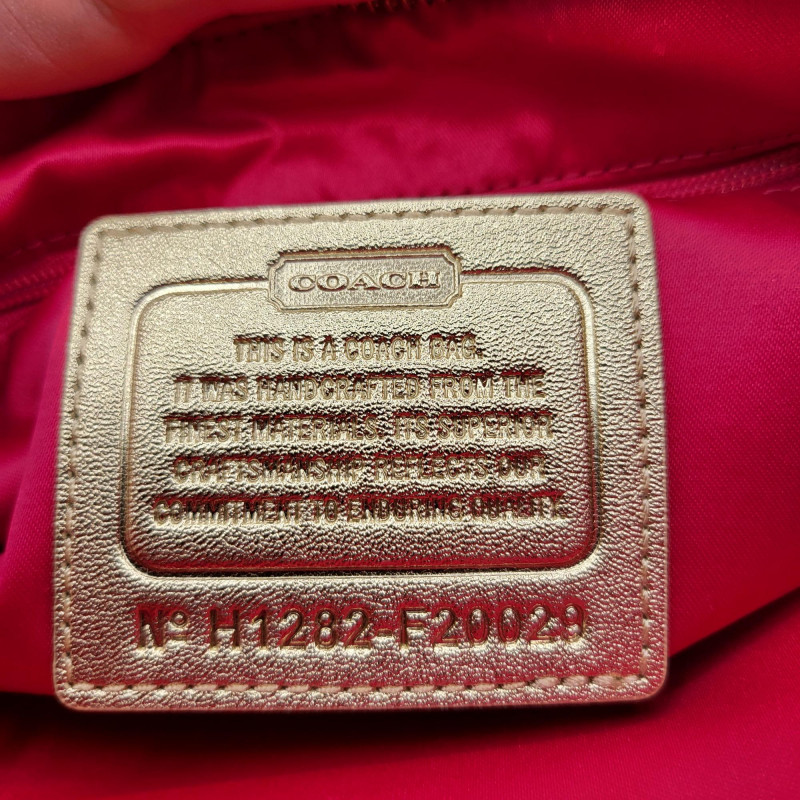 COACH
THIS IS A COACH BAG.
IT WAS HANDCRAFTED FROM THE
FINEST MATERIALS. ITS SUPERIOR
CRAFTSMANSHIP REFLECTS OUR
COMMITMENT TO ENDURING QUALITY.
Nº H1282-F20029